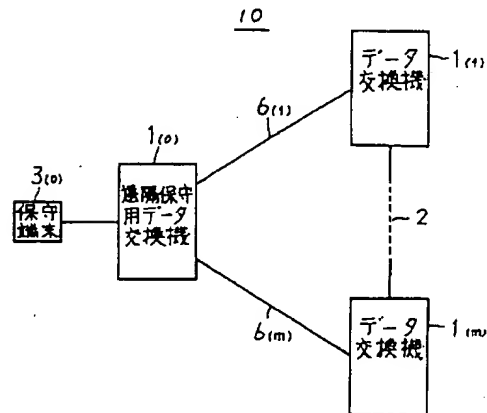 10
データ
交換機
1(1)
6(1)
1(0)
3(0)
保守
端末
遠隔保守
用データ
交換機
2
6(m)
データ
交換機
1(m)